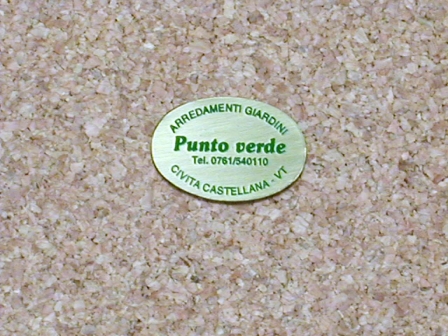 ARREDAMENTI GIARDINI
Punto verde
Tel. 0761/540110
CIVITA CASTELLANA - VT